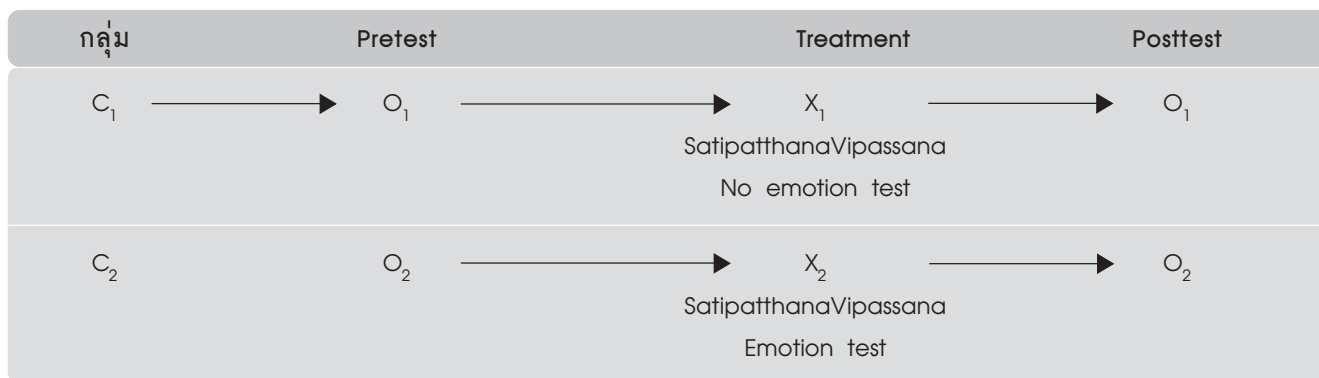 กลุ่ม Pretest Treatment Posttest
C1 O1 X1 O1
SatipatthanaVipassana
No emotion test
C2 O2 X2 O2
SatipatthanaVipassana
Emotion test